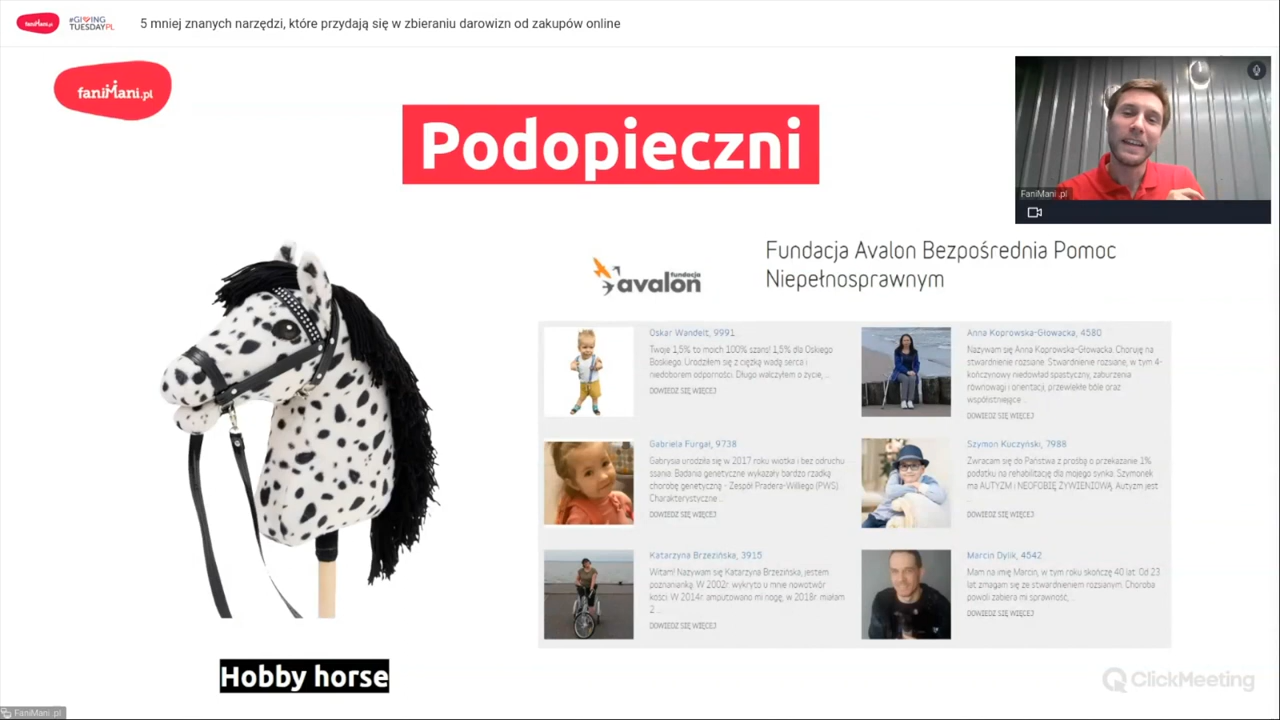 faniMani.pl
#GIVING
TUESDAYPL
5 mniej znanych narzędzi, które przydają się w zbieraniu darowizn od zakupów online
faniMani.pl
Podopieczni
FaniMani .pl
avalon fundacja
Fundacja Avalon Bezpośrednia Pomoc
Niepełnosprawnym
Oskar Wandelt, 9991
Twoje 1,5% to moich 100% szans! 1,5% dla Oskiego
Boskiego. Urodziłem się z ciężką wadą serca i
niedoborem odporności. Długo walczyłem o życie, ...
DOWIEDZ SIĘ WIĘCEJ
Anna Koprowska-Głowacka, 4580
Nazywam się Anna Koprowska-Głowacka. Choruję na
stwardnienie rozsiane. Stwardnienie rozsiane, w tym 4-
kończynowy niedowład spastyczny, zaburzenia
równowagi i orientacji, przewlekłe bóle oraz
współistniejące ...
DOWIEDZ SIĘ WIĘCEJ
Gabriela Furgał, 9738
Gabrysia urodziła się w 2017 roku wiotka i bez odruchu
ssanie. Badania genetyczne wykazały bardzo rzadką
chorobę genetyczną - Zespół Pradera-Williego (PWS).
Charakterystyczne ...
DOWIEDZ SIĘ WIĘCEJ
Szymon Kuczyński, 7988
Zwracam się do Państwa z prośbą o przekazanie 1%
podatku na rehabilitację dla mojego synka. Szymonek
ma AUTYZM i NEOFOBIĘ ŻYWIENIOWĄ. Autyzm jest
...
DOWIEDZ SIĘ WIĘCEJ
Katarzyna Brzezińska, 3915
Witam! Nazywam się Katarzyna Brzezińska, jestem
poznanianką. W 2002r. wykryto u mnie nowotwór
kości. W 2014r. amputowano mi nogę, w 2018r. miałam
2 ...
DOWIEDZ SIĘ WIĘCEJ
Marcin Dylik, 4542
Mam na imię Marcin, w tym roku skończę 40 lat. Od 23
lat zmagam się ze stwardnieniem rozsianym. Choroba
powoli zabiera mi sprawność, ...
DOWIEDZ SIĘ WIĘCEJ
Hobby horse
ClickMeeting
FaniMani .pl